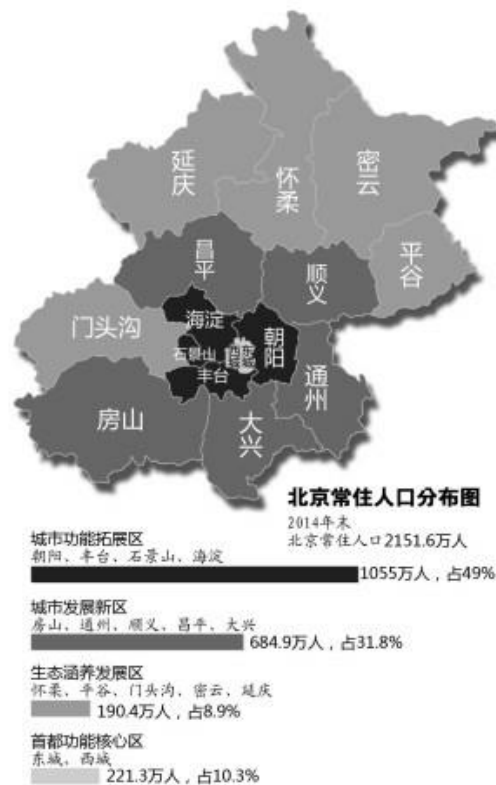 延庆
怀柔
密云
昌平
顺义
平谷
门头沟
海淀
朝阳
石景山
丰台
通州
房山
大兴
北京常住人口分布图
2014年末
北京常住人口2151.6万人
城市功能拓展区
朝阳、丰台、石景山、海淀
1055万人，占49%
城市发展新区
房山、通州、顺义、昌平、大兴
684.9万人，占31.8%
生态涵养发展区
怀柔、平谷、门头沟、密云、延庆
190.4万人，占8.9%
首都功能核心区
东城、西城
221.3万人，占10.3%